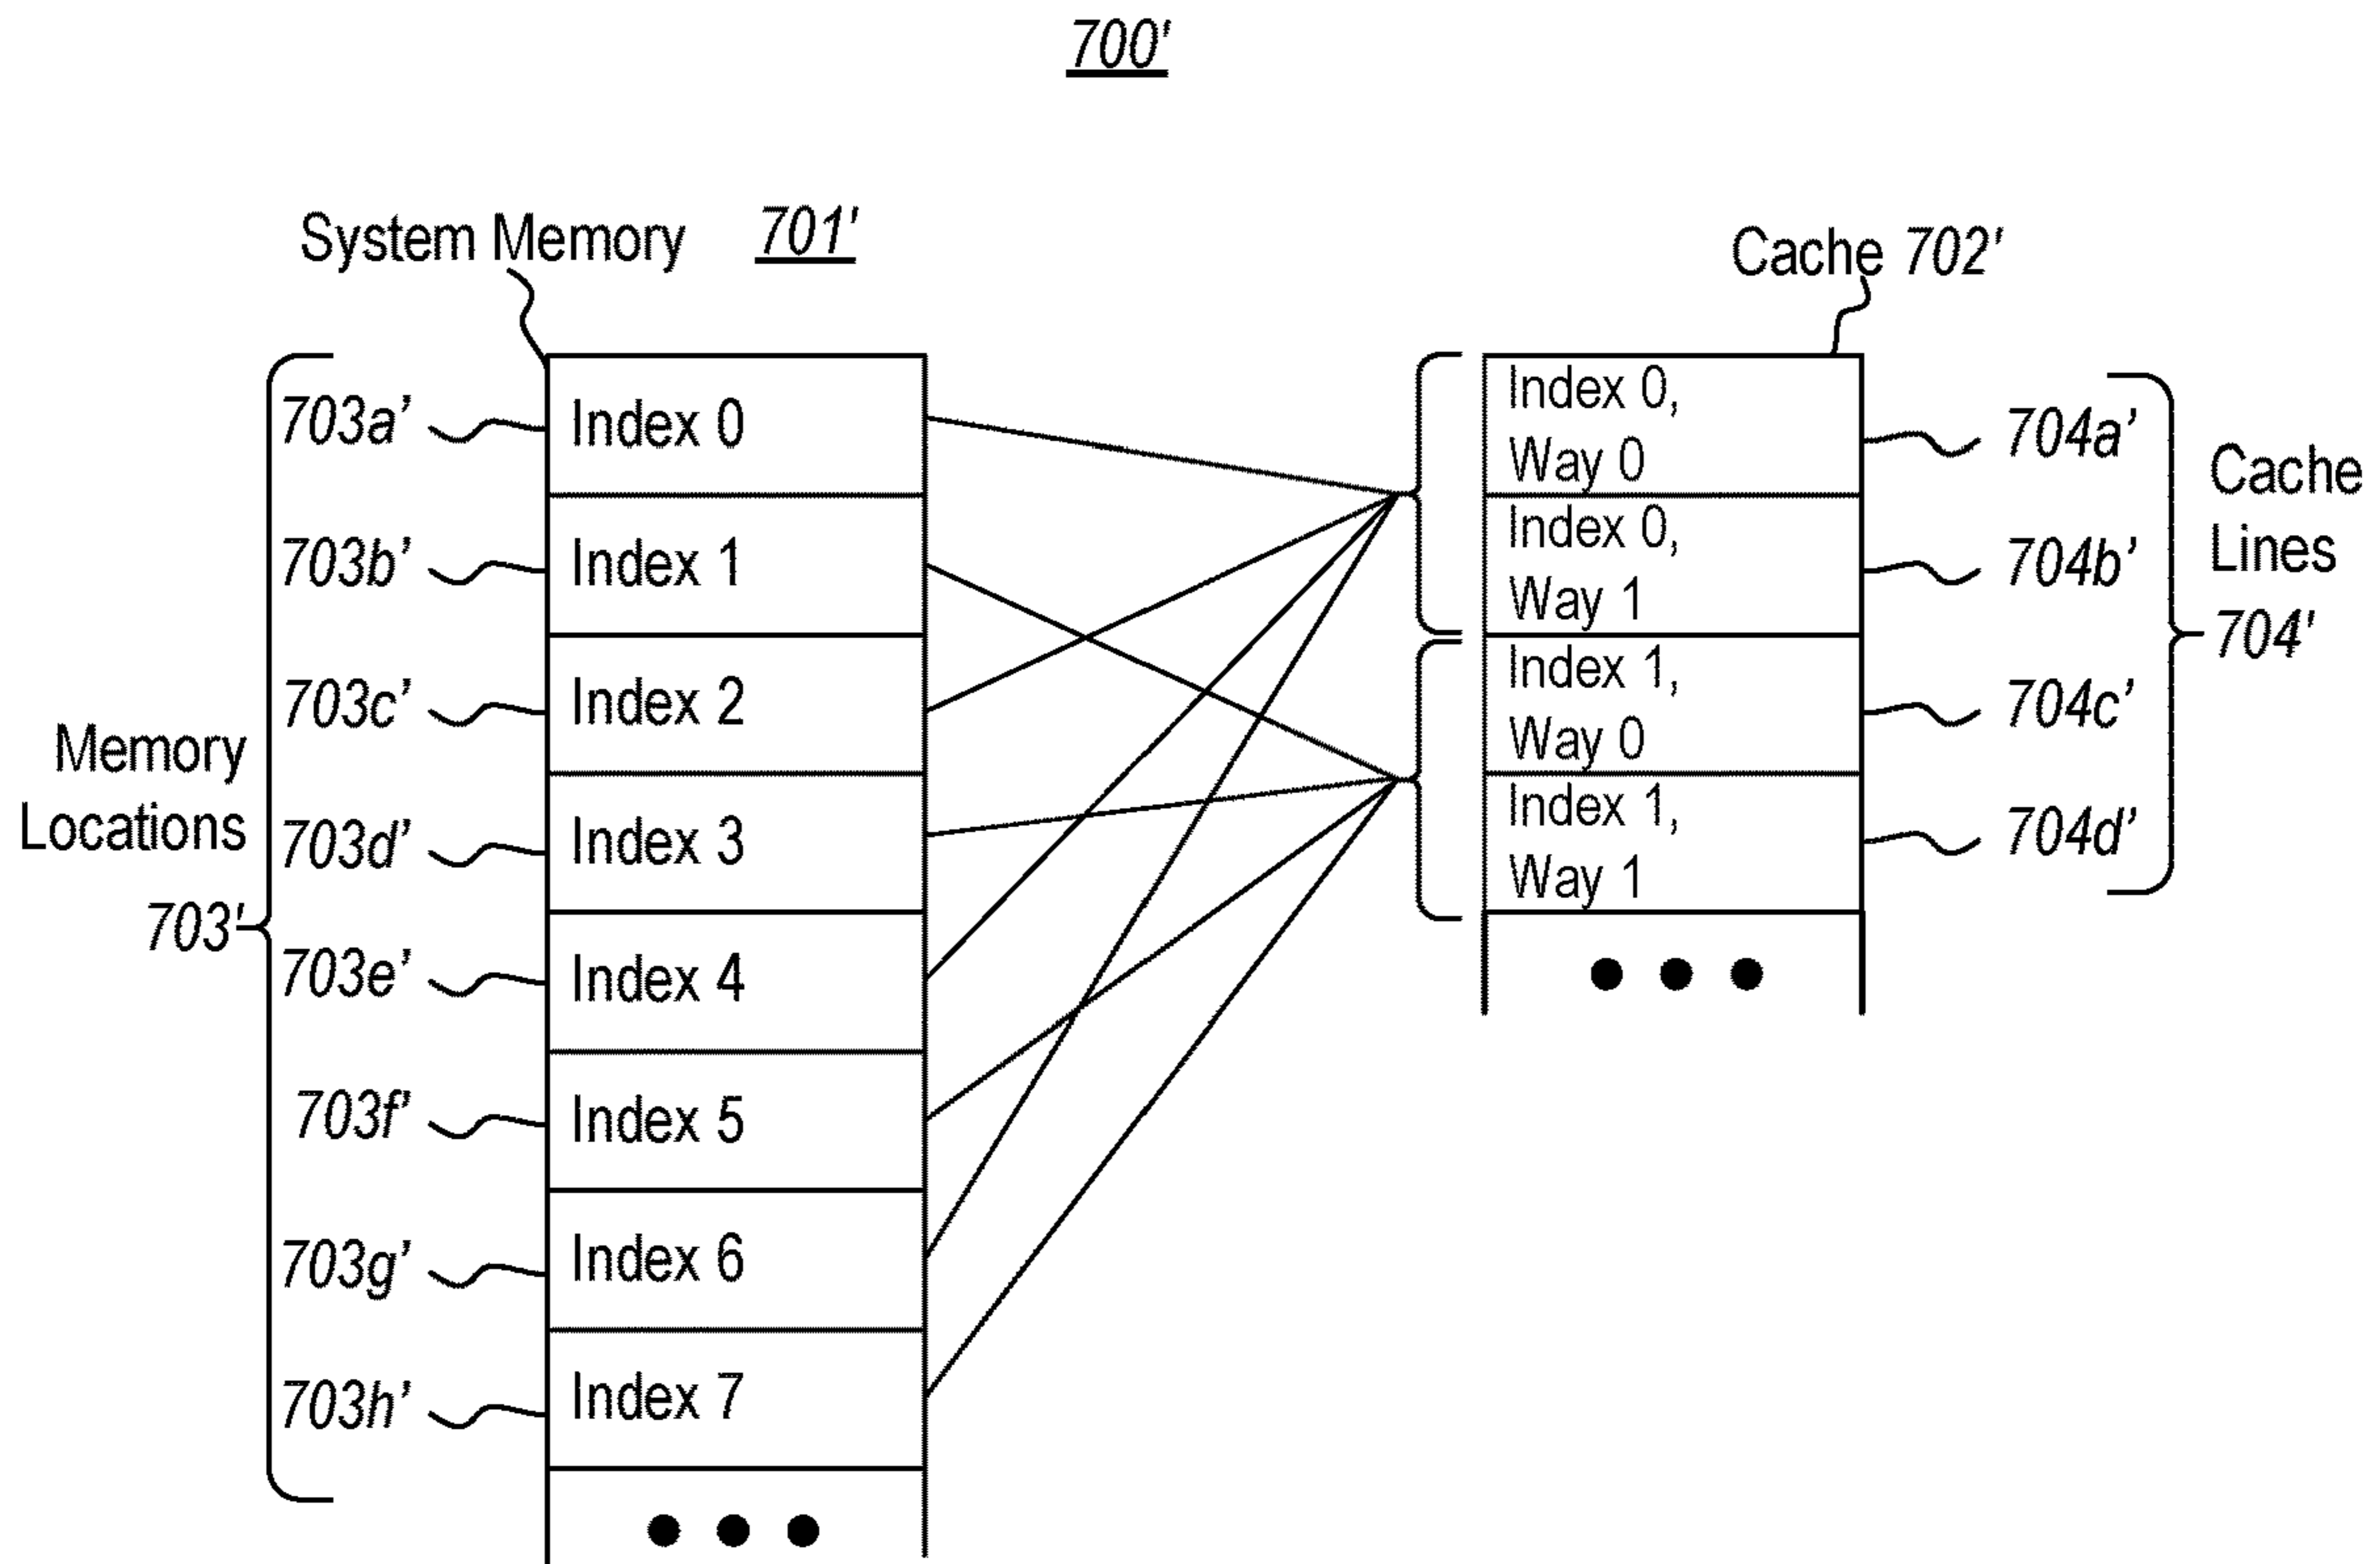 700'
System Memory 701'
Cache 702'
Memory
Locations
703'
703a'
703b'
703c'
703d'
703e'
703f'
703g'
703h'
Index 0
Index 1
Index 2
Index 3
Index 4
Index 5
Index 6
Index 7
Index 0,
Way 0
Index 0,
Way 1
Index 1,
Way 0
Index 1,
Way 1
704a'
704b'
704c'
704d'
Cache
Lines
704'